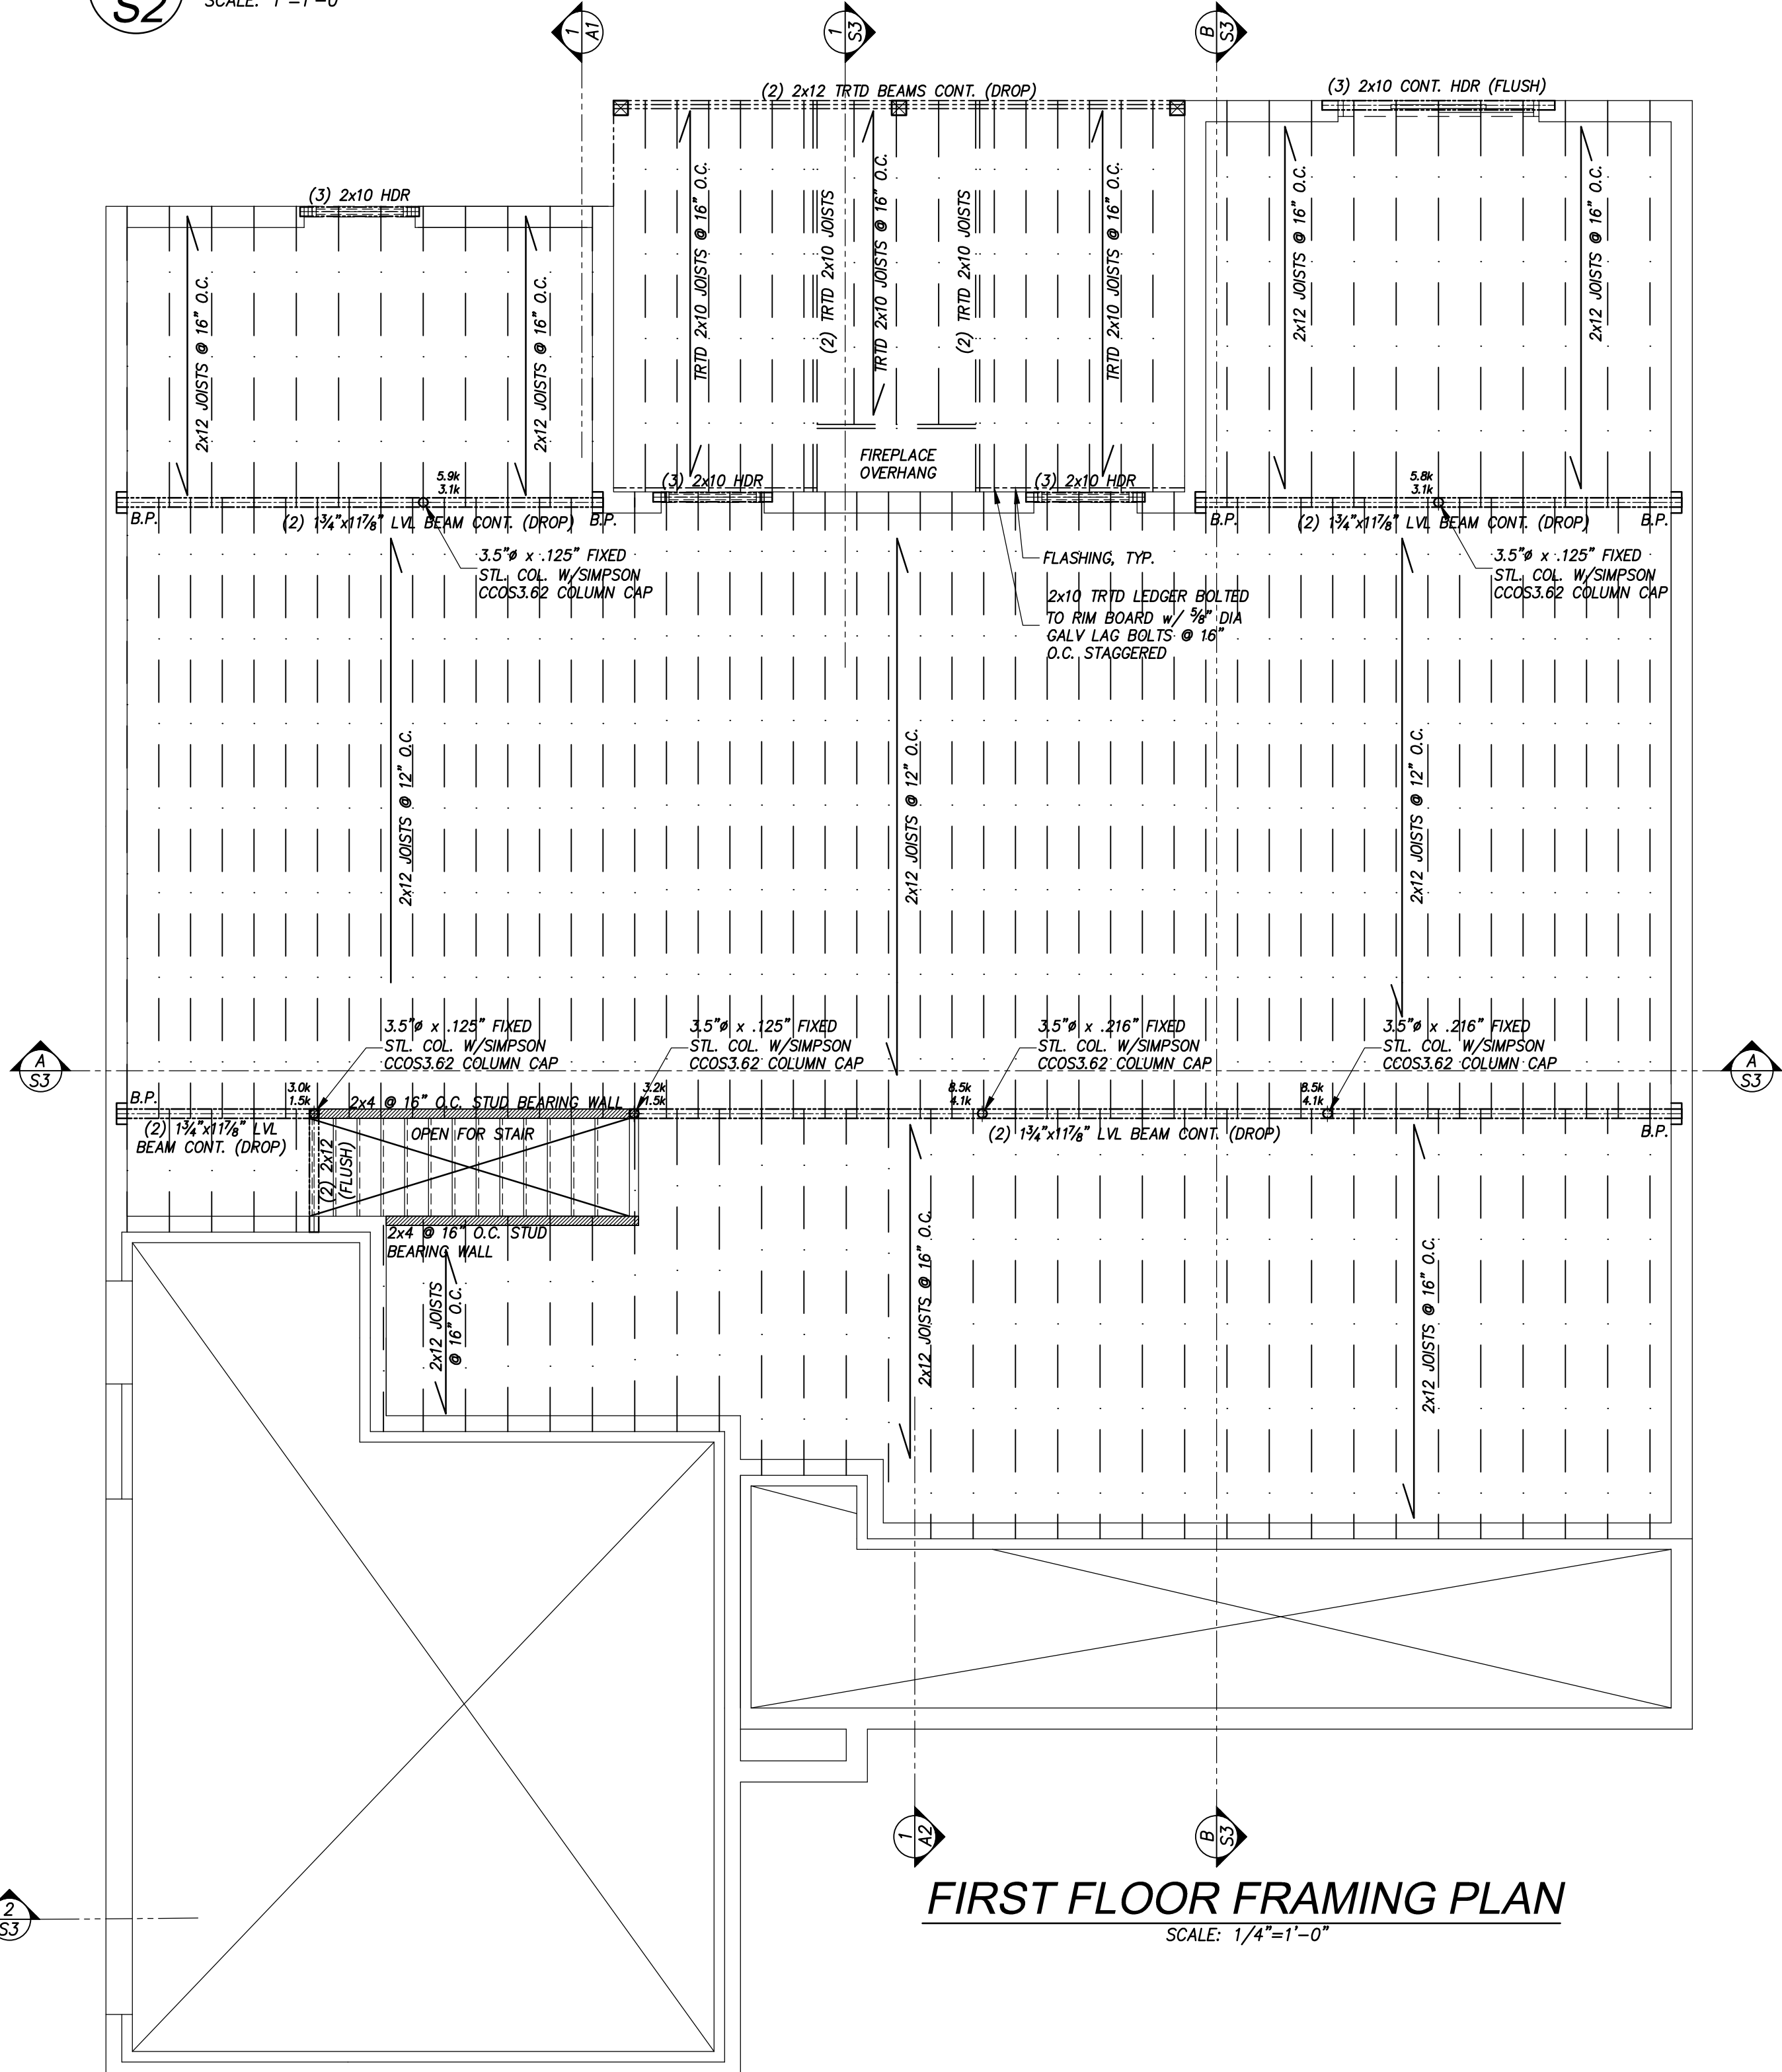 S2
SCALE: 1"=1'-0"
1
A1
1
S3
B
S3
(2) 2x12 TRTD BEAMS CONT. (DROP)
(3) 2x10 CONT. HDR (FLUSH)
(3) 2x10 HDR
2x12 JOISTS @ 16" O.C.
2x12 JOISTS @ 16" O.C.
TRTD 2x10 JOISTS @ 16" O.C.
(2) TRTD 2x10 JOISTS
TRTD 2x10 JOISTS @ 16" O.C.
(2) TRTD 2x10 JOISTS
TRTD 2x10 JOISTS @ 16" O.C.
2x12 JOISTS @ 16" O.C.
2x12 JOISTS @ 16" O.C.
FIREPLACE
OVERHANG
(3) 2x10 HDR
(3) 2x10 HDR
5.9k
3.1k
5.8k
3.1k
B.P.
(2) 1¾"x11⅞" LVL BEAM CONT. (DROP)
B.P.
B.P.
(2) 1¾"x11⅞" LVL BEAM CONT. (DROP)
B.P.
3.5"ø x .125" FIXED
STL. COL. W/SIMPSON
CCOS3.62 COLUMN CAP
FLASHING, TYP.
2x10 TRTD LEDGER BOLTED
TO RIM BOARD w/ ⅝" DIA
GALV LAG BOLTS @ 16"
O.C. STAGGERED
3.5"ø x .125" FIXED
STL. COL. W/SIMPSON
CCOS3.62 COLUMN CAP
2x12 JOISTS @ 12" O.C.
2x12 JOISTS @ 12" O.C.
2x12 JOISTS @ 12" O.C.
3.5"ø x .125" FIXED
STL. COL. W/SIMPSON
CCOS3.62 COLUMN CAP
3.5"ø x .125" FIXED
STL. COL. W/SIMPSON
CCOS3.62 COLUMN CAP
3.5"ø x .216" FIXED
STL. COL. W/SIMPSON
CCOS3.62 COLUMN CAP
3.5"ø x .216" FIXED
STL. COL. W/SIMPSON
CCOS3.62 COLUMN CAP
A
S3
A
S3
B.P.
3.0k
1.5k
2x4 @ 16" O.C. STUD BEARING WALL
3.2k
1.5k
8.5k
4.1k
8.5k
4.1k
(2) 1¾"x11⅞" LVL
BEAM CONT. (DROP)
OPEN FOR STAIR
(2) 2x12
(FLUSH)
(2) 1¾"x11⅞" LVL BEAM CONT. (DROP)
B.P.
2x4 @ 16" O.C. STUD
BEARING WALL
2x12 JOISTS
@ 16" O.C.
2x12 JOISTS @ 16" O.C.
2x12 JOISTS @ 16" O.C.
1
A2
B
S3
2
S3
FIRST FLOOR FRAMING PLAN
SCALE: 1/4"=1'-0"